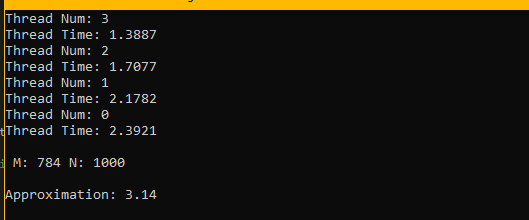 Thread Num: 3
Thread Time: 1.3887
Thread Num: 2
Thread Time: 1.7077
Thread Num: 1
Thread Time: 2.1782
Thread Num: 0
Thread Time: 2.3921
M: 784 N: 1000
Approximation: 3.14